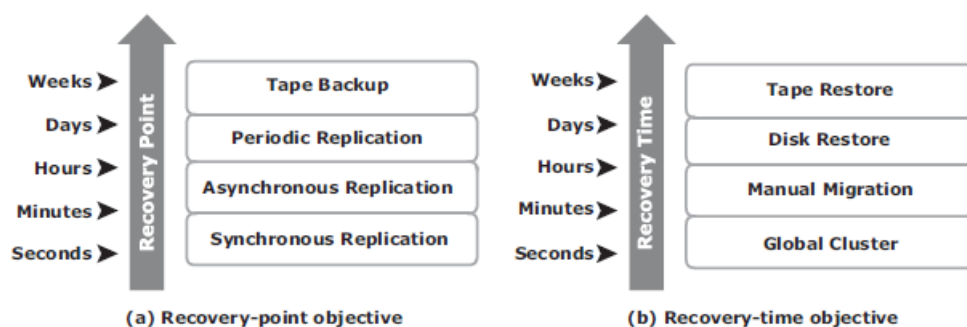 Weeks
Days
Hours
Minutes
Seconds
Recovery Point
Tape Backup
Periodic Replication
Asynchronous Replication
Synchronous Replication
(a) Recovery-point objective
Weeks
Days
Hours
Minutes
Seconds
Recovery Time
Tape Restore
Disk Restore
Manual Migration
Global Cluster
(b) Recovery-time objective